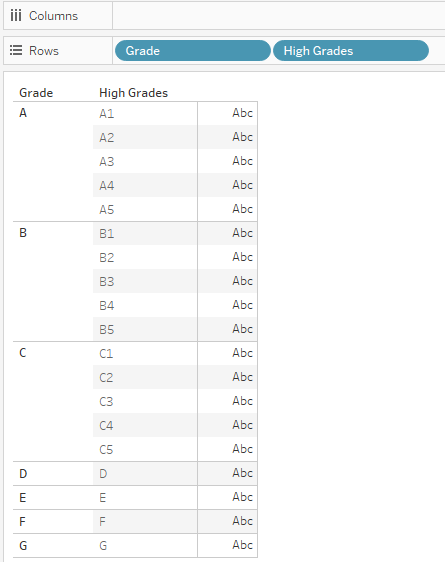 Columns
Rows Grade High Grades
Grade High Grades
A A1 Abc
A2 Abc
A3 Abc
A4 Abc
A5 Abc
B B1 Abc
B2 Abc
B3 Abc
B4 Abc
B5 Abc
C C1 Abc
C2 Abc
C3 Abc
C4 Abc
C5 Abc
D D Abc
E E Abc
F F Abc
G G Abc